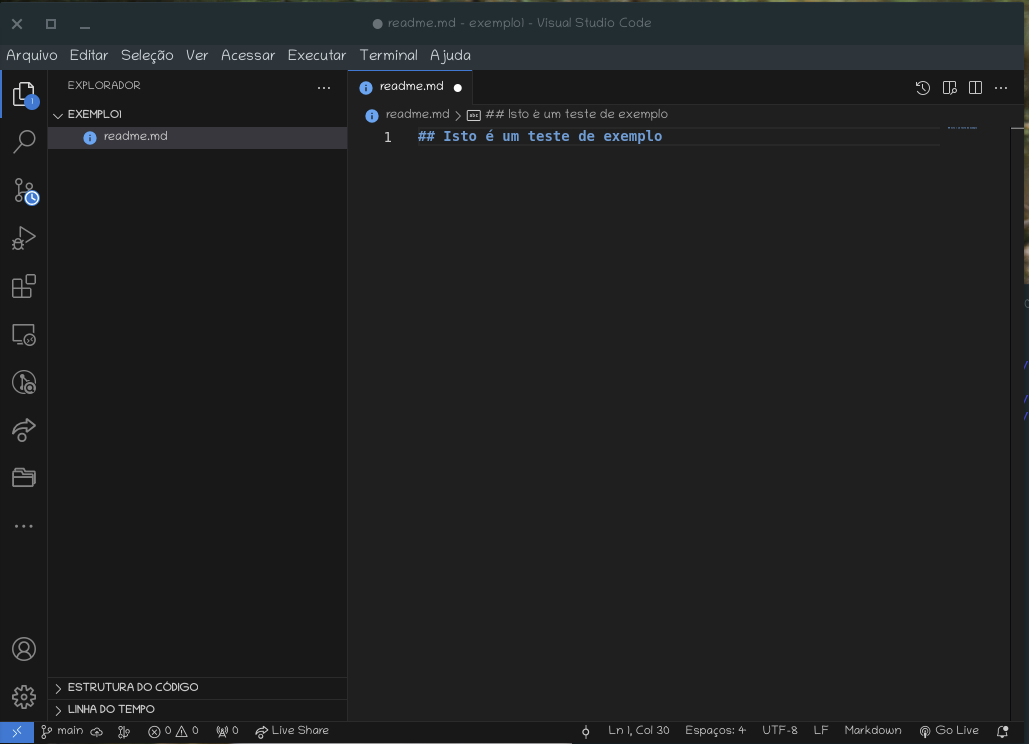 readme.md - exemplo1 - Visual Studio Code
Arquivo Editar Seleção Ver Acessar Executar Terminal Ajuda
EXPLORADOR
readme.md
1
EXEMPLO1
readme.md
readme.md ## Isto é um teste de exemplo
1 ## Isto é um teste de exemplo
ESTRUTURA DO CÓDIGO
LINHA DO TEMPO
main 0 0 0 Live Share Ln 1, Col 30 Espaços: 4 UTF-8 LF Markdown Go Live